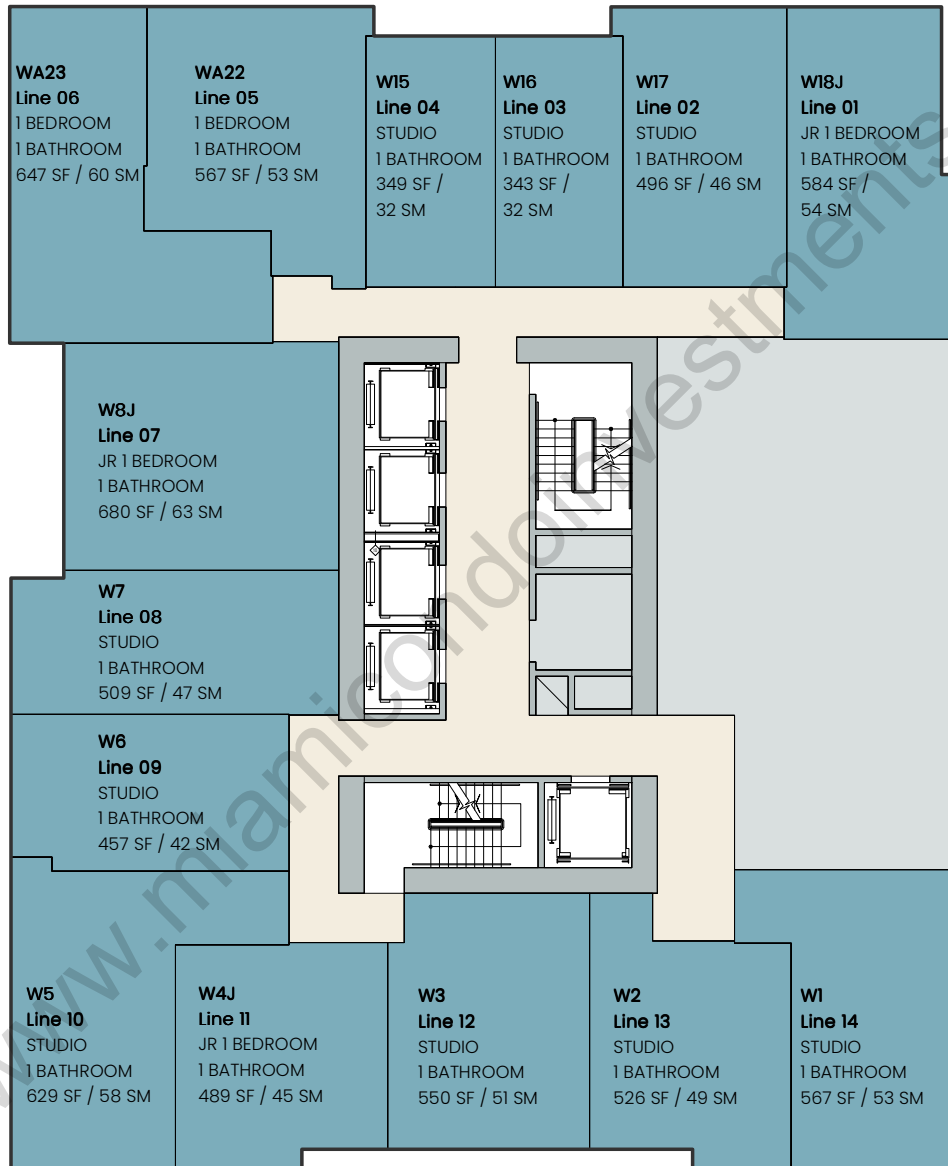 WA23
Line 06
1 BEDROOM
1 BATHROOM
647 SF / 60 SM
WA22
Line 05
1 BEDROOM
1 BATHROOM
567 SF / 53 SM
W15
Line 04
STUDIO
1 BATHROOM
349 SF /
32 SM
W16
Line 03
STUDIO
1 BATHROOM
343 SF /
32 SM
W17
Line 02
STUDIO
1 BATHROOM
496 SF / 46 SM
W18J
Line 01
JR 1 BEDROOM
1 BATHROOM
584 SF /
54 SM
W8J
Line 07
JR 1 BEDROOM
1 BATHROOM
680 SF / 63 SM
W7
Line 08
STUDIO
1 BATHROOM
509 SF / 47 SM
W6
Line 09
STUDIO
1 BATHROOM
457 SF / 42 SM
W5
Line 10
STUDIO
1 BATHROOM
629 SF / 58 SM
W4J
Line 11
JR 1 BEDROOM
1 BATHROOM
489 SF / 45 SM
W3
Line 12
STUDIO
1 BATHROOM
550 SF / 51 SM
W2
Line 13
STUDIO
1 BATHROOM
526 SF / 49 SM
W1
Line 14
STUDIO
1 BATHROOM
567 SF / 53 SM
www.miamicondoinvestments